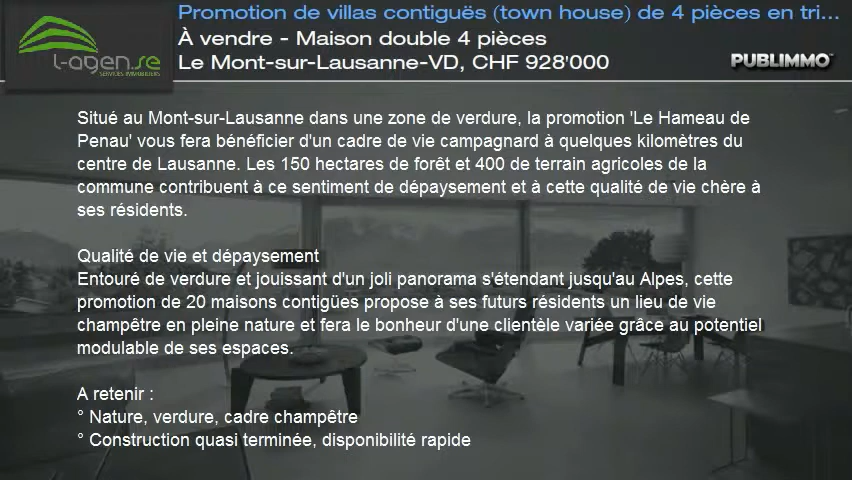 Promotion de villas contiguës (town house) de 4 pièces en tri...
À vendre - Maison double 4 pièces
Le Mont-sur-Lausanne-VD, CHF 928'000
l-agen.se
SERVICES IMMOBILIERS
PUBLIMMO
Situé au Mont-sur-Lausanne dans une zone de verdure, la promotion 'Le Hameau de
Penau' vous fera bénéficier d'un cadre de vie campagnard à quelques kilomètres du
centre de Lausanne. Les 150 hectares de forêt et 400 de terrain agricoles de la
commune contribuent à ce sentiment de dépaysement et à cette qualité de vie chère à
ses résidents.
Qualité de vie et dépaysement
Entouré de verdure et jouissant d'un joli panorama s'étendant jusqu'au Alpes, cette
promotion de 20 maisons contigües propose à ses futurs résidents un lieu de vie
champêtre en pleine nature et fera le bonheur d'une clientèle variée grâce au potentiel
modulable de ses espaces.
A retenir :
° Nature, verdure, cadre champêtre
° Construction quasi terminée, disponibilité rapide